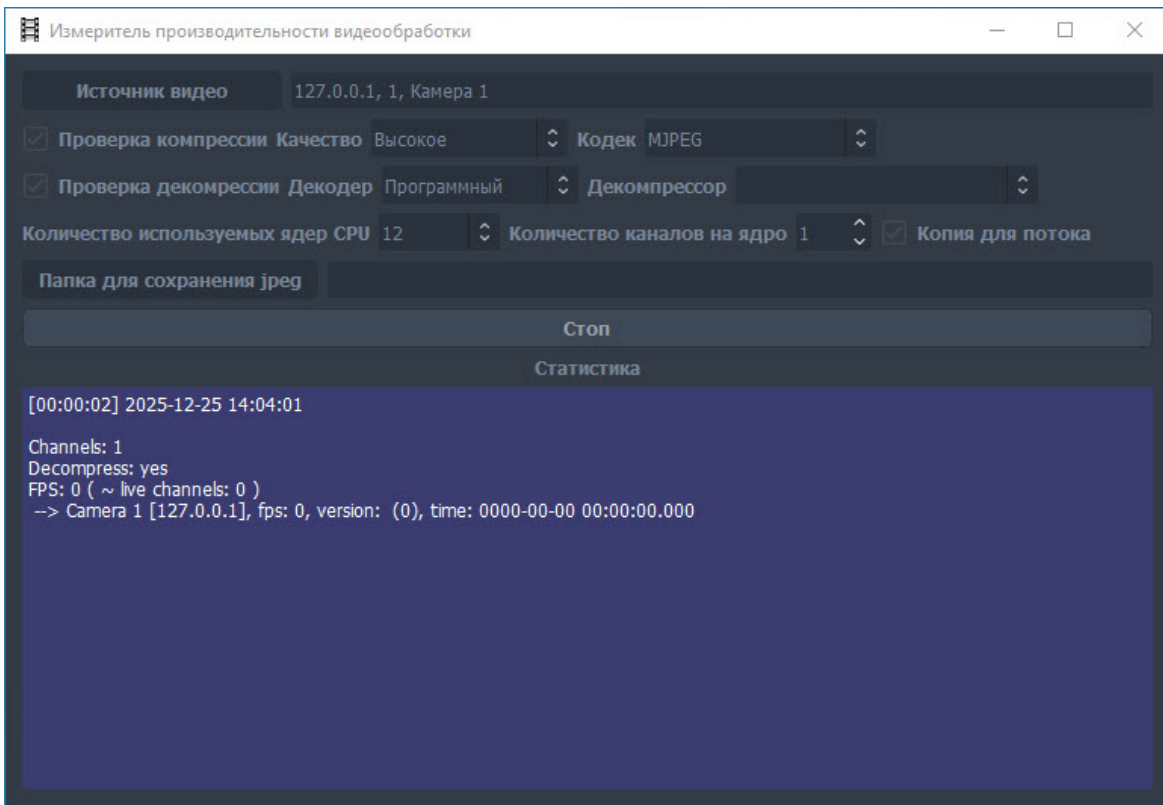 Измеритель производительности видеообработки
Источник видео 127.0.0.1, 1, Камера 1
Проверка компрессии Качество Высокое Кодек MJPEG
Проверка декомрессии Декодер Программный Декомпрессор
Количество используемых ядер CPU 12 Количество каналов на ядро 1 Копия для потока
Папка для сохранения jpeg
Стоп
Статистика
[00:00:02] 2025-12-25 14:04:01
Channels: 1
Decompress: yes
FPS: 0 ( ~ live channels: 0 )
--> Camera 1 [127.0.0.1], fps: 0, version:  (0), time: 0000-00-00 00:00:00.000